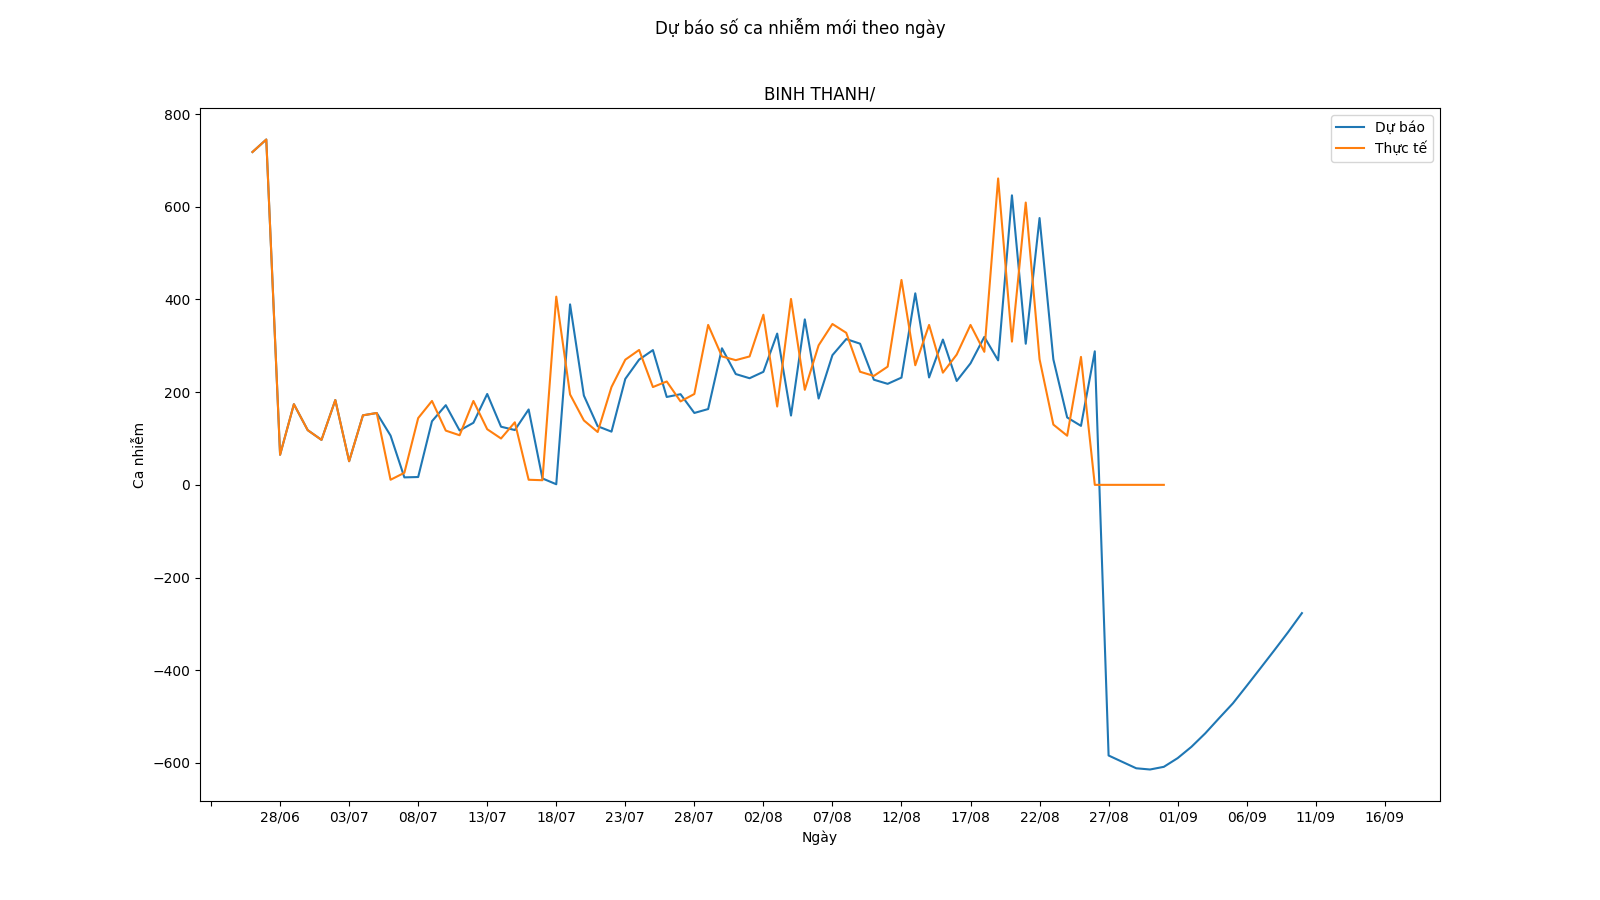 Dự báo số ca nhiễm mới theo ngày
BINH THANH/
Dự báo
Thực tế
800
600
400
200
0
−200
−400
−600
Ca nhiễm
28/06 03/07 08/07 13/07 18/07 23/07 28/07 02/08 07/08 12/08 17/08 22/08 27/08 01/09 06/09 11/09 16/09
Ngày